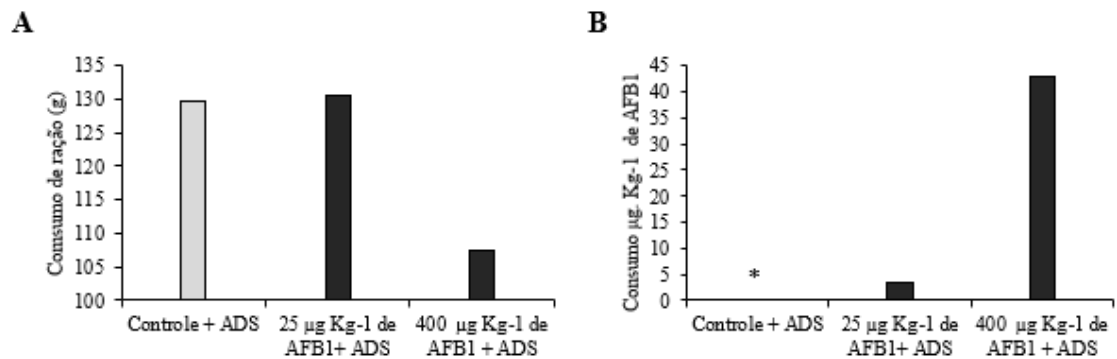 A
Comsumo de ração (g)
135
130
125
120
115
110
105
100
Controle + ADS
25 µg Kg-1 de
AFB1+ ADS
400 µg Kg-1 de
AFB1 + ADS
B
Consumo µg. Kg-1 de AFB1
45
40
35
30
25
20
15
10
5
0
*
Controle + ADS
25 µg Kg-1 de
AFB1+ ADS
400 µg Kg-1 de
AFB1 + ADS